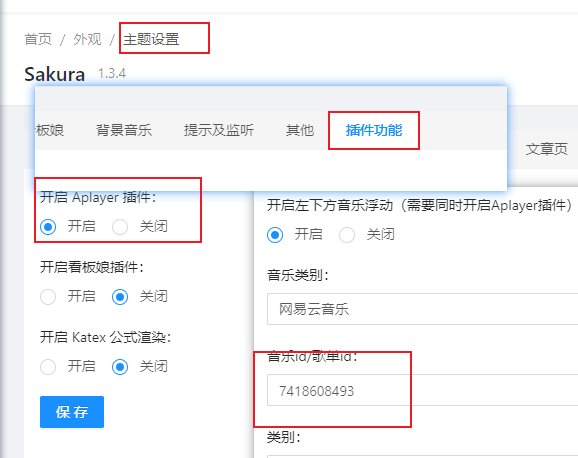 首页 / 外观 / 主题设置
Sakura 1.3.4
板娘 背景音乐 提示及监听 其他 插件功能
文章页
开启 Aplayer 插件:
开启 关闭
开启看板娘插件:
开启 关闭
开启 Katex 公式渲染:
开启 关闭
保 存
开启左下方音乐浮动（需要同时开启Aplayer插件）
开启 关闭
音乐类别:
网易云音乐
音乐id/歌单id:
7418608493
类别: